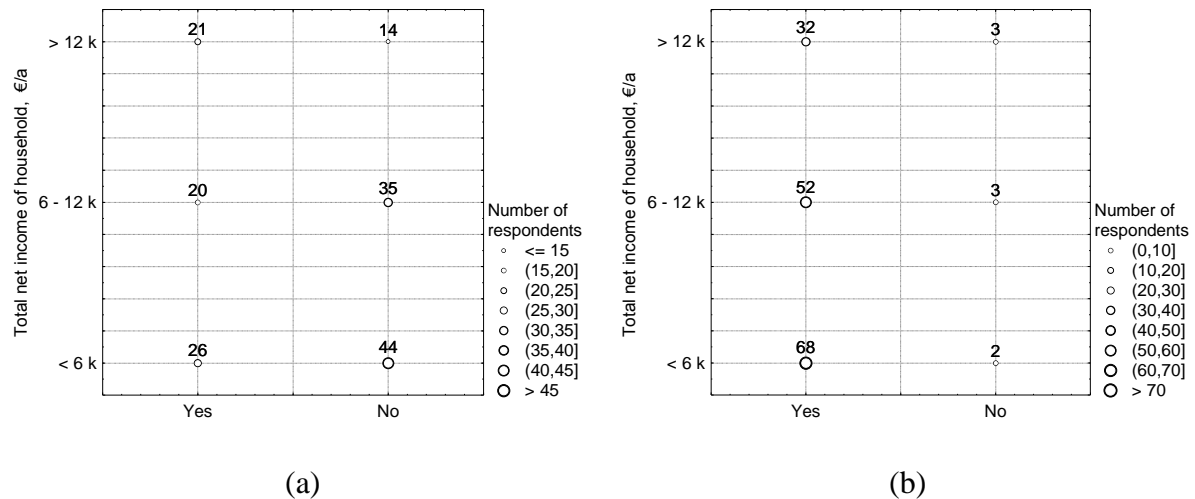 Total net income of household, €/a
> 12 k
6 - 12 k
< 6 k
21
14
20
35
26
44
Yes
No
Number of
respondents
<= 15
(15,20]
(20,25]
(25,30]
(30,35]
(35,40]
(40,45]
> 45
(a)
Total net income of household, €/a
> 12 k
6 - 12 k
< 6 k
32
3
52
3
68
2
Yes
No
Number of
respondents
(0,10]
(10,20]
(20,30]
(30,40]
(40,50]
(50,60]
(60,70]
> 70
(b)